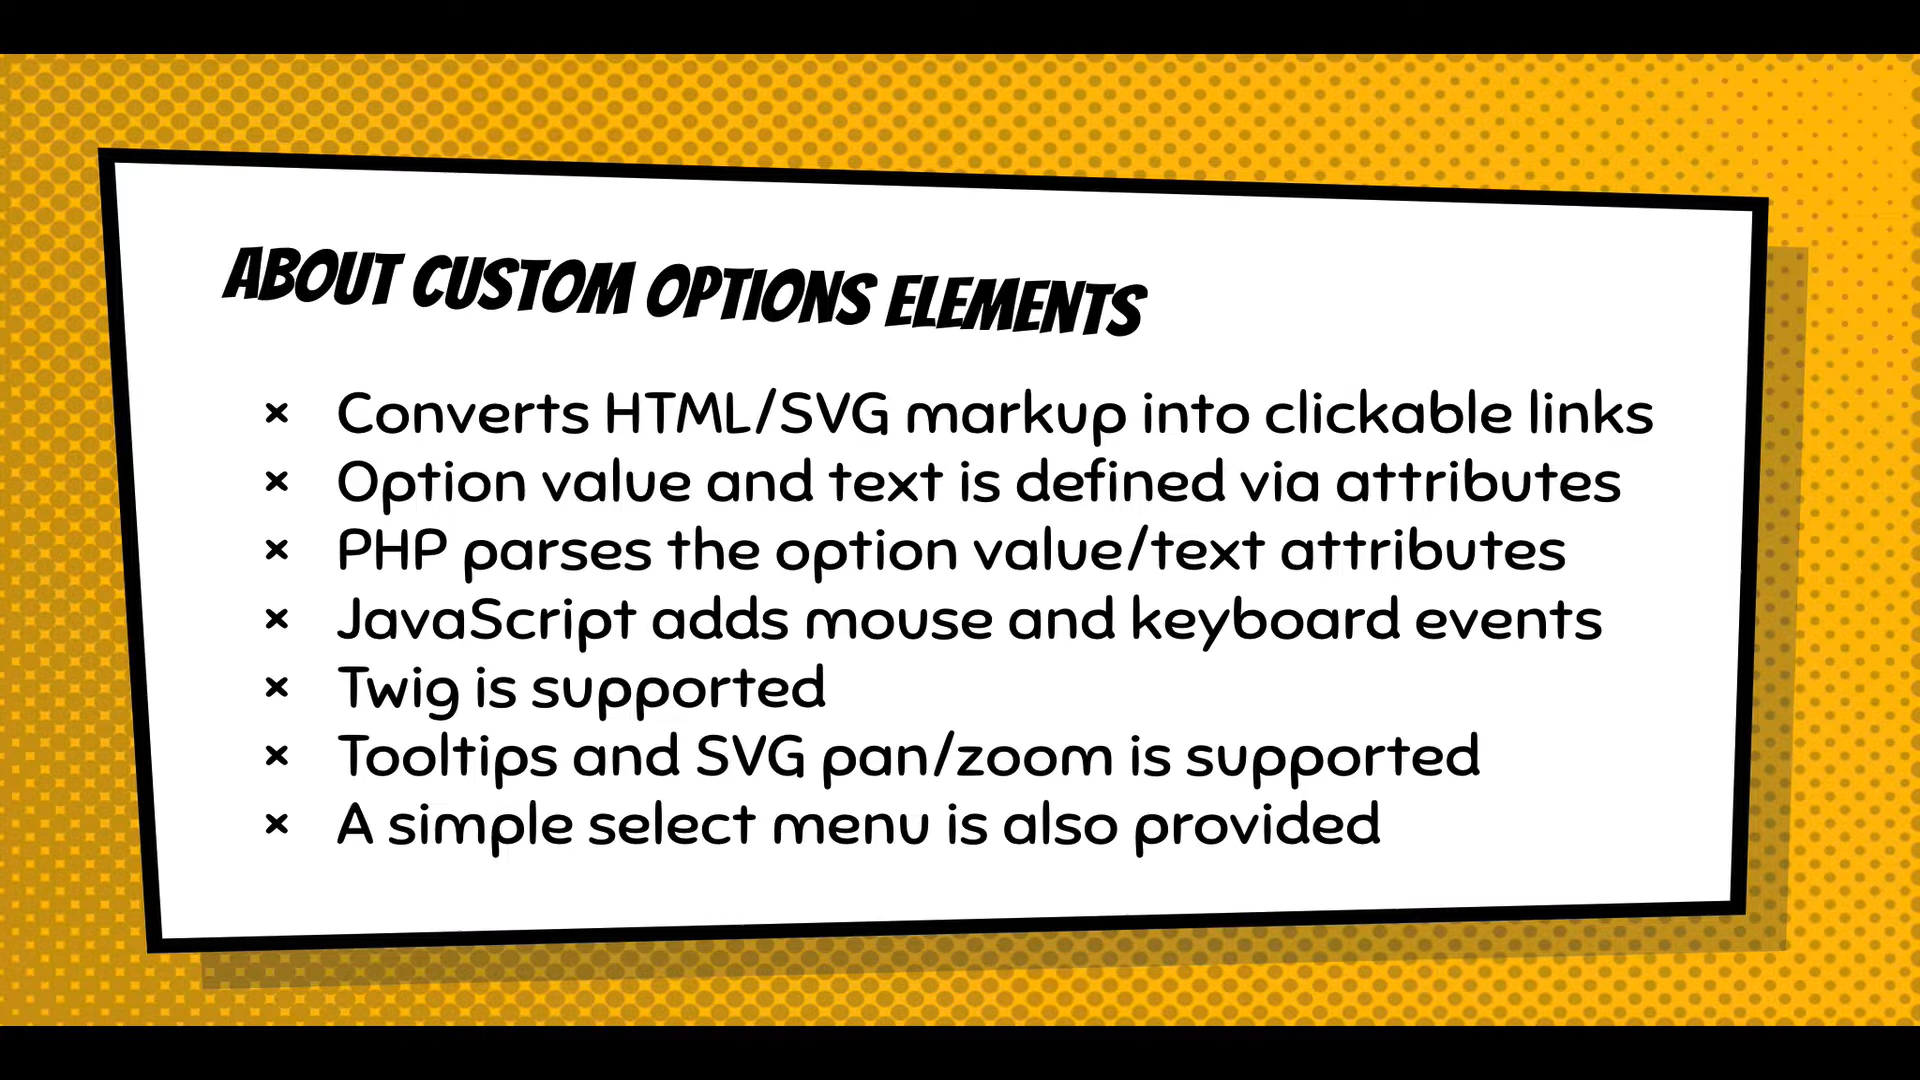 ABOUT CUSTOM OPTIONS ELEMENTS
× Converts HTML/SVG markup into clickable links
× Option value and text is defined via attributes
× PHP parses the option value/text attributes
× JavaScript adds mouse and keyboard events
× Twig is supported
× Tooltips and SVG pan/zoom is supported
× A simple select menu is also provided